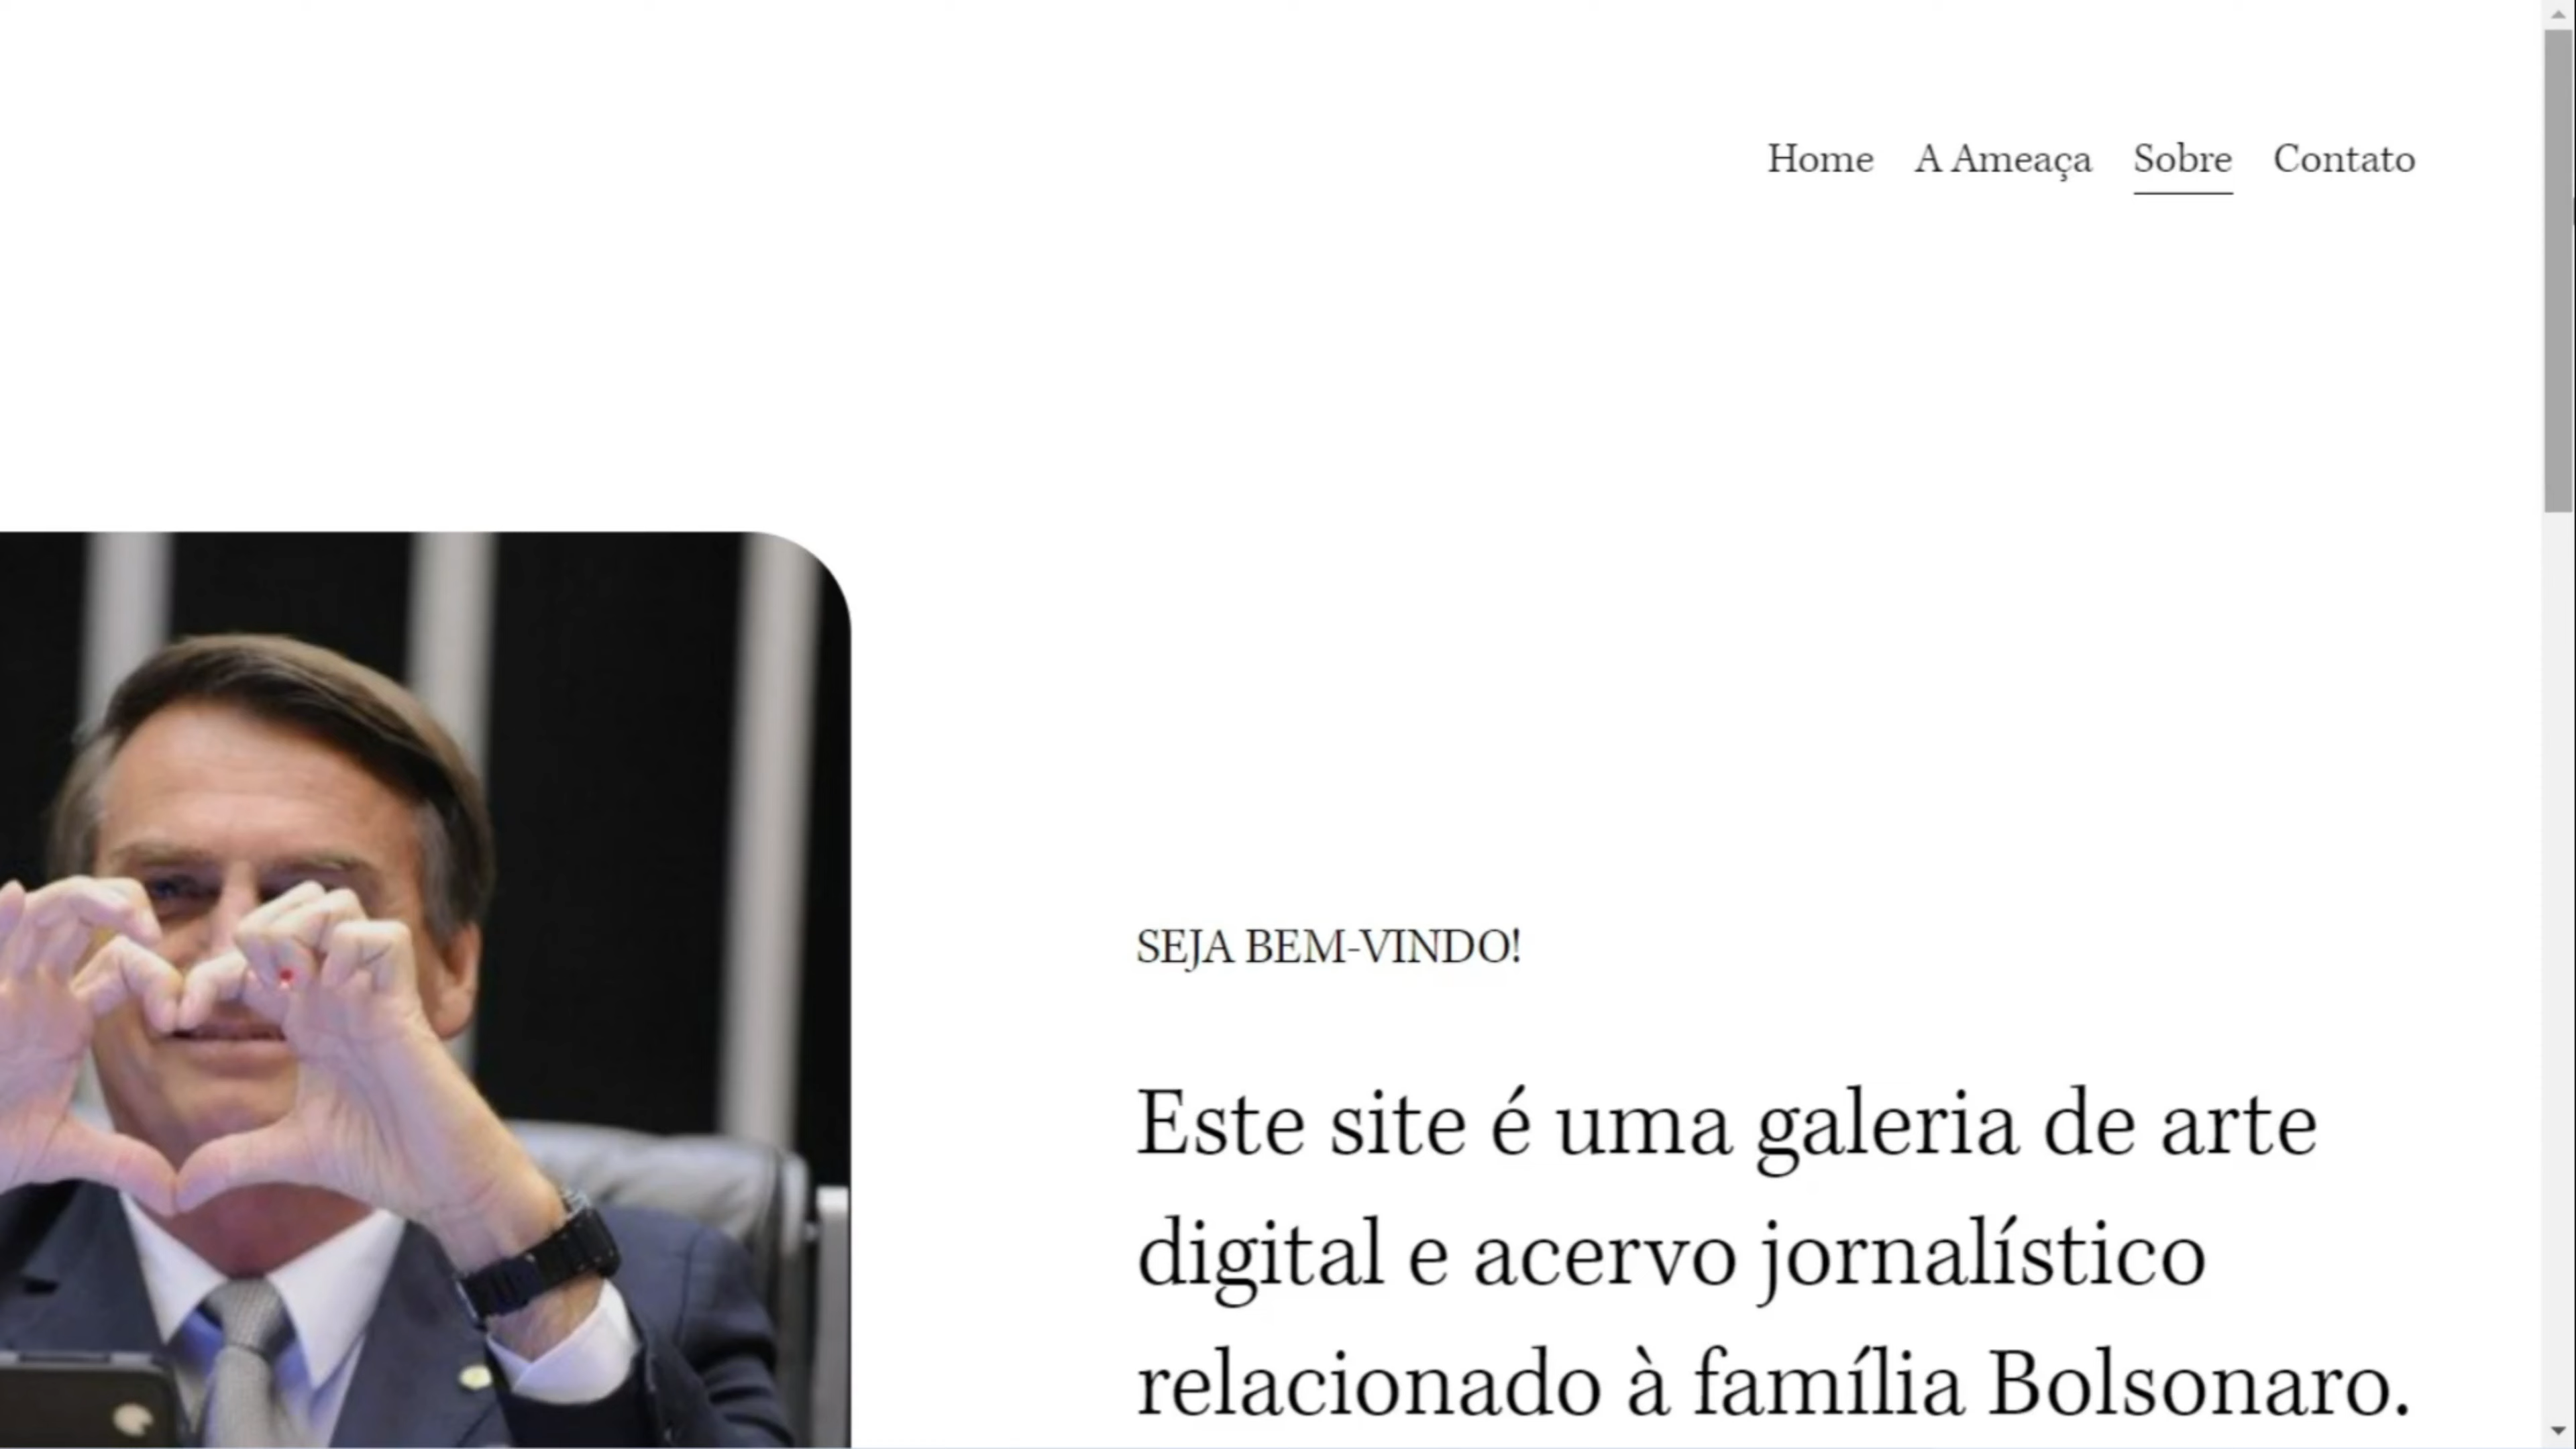 Home A Ameaça Sobre Contato
SEJA BEM-VINDO!
Este site é uma galeria de arte
digital e acervo jornalístico
relacionado à família Bolsonaro.